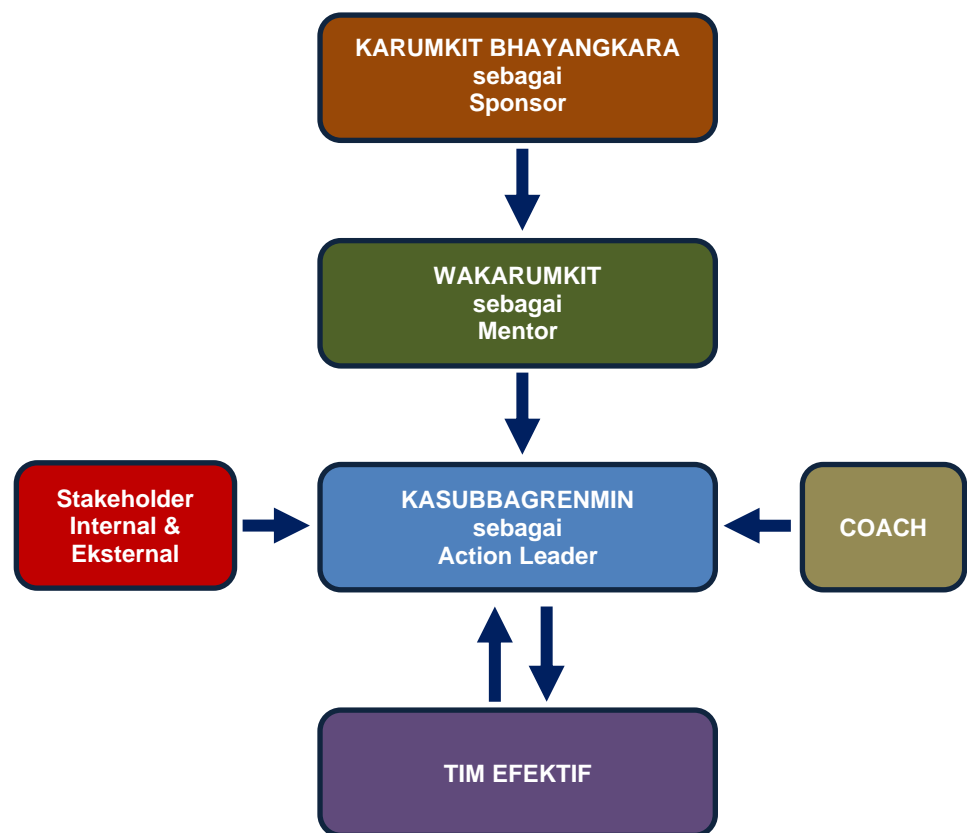 KARUMKIT BHAYANGKARA
sebagai
Sponsor
WAKARUMKIT
sebagai
Mentor
Stakeholder
Internal &
Eksternal
KASUBBAGRENMIN
sebagai
Action Leader
COACH
TIM EFEKTIF